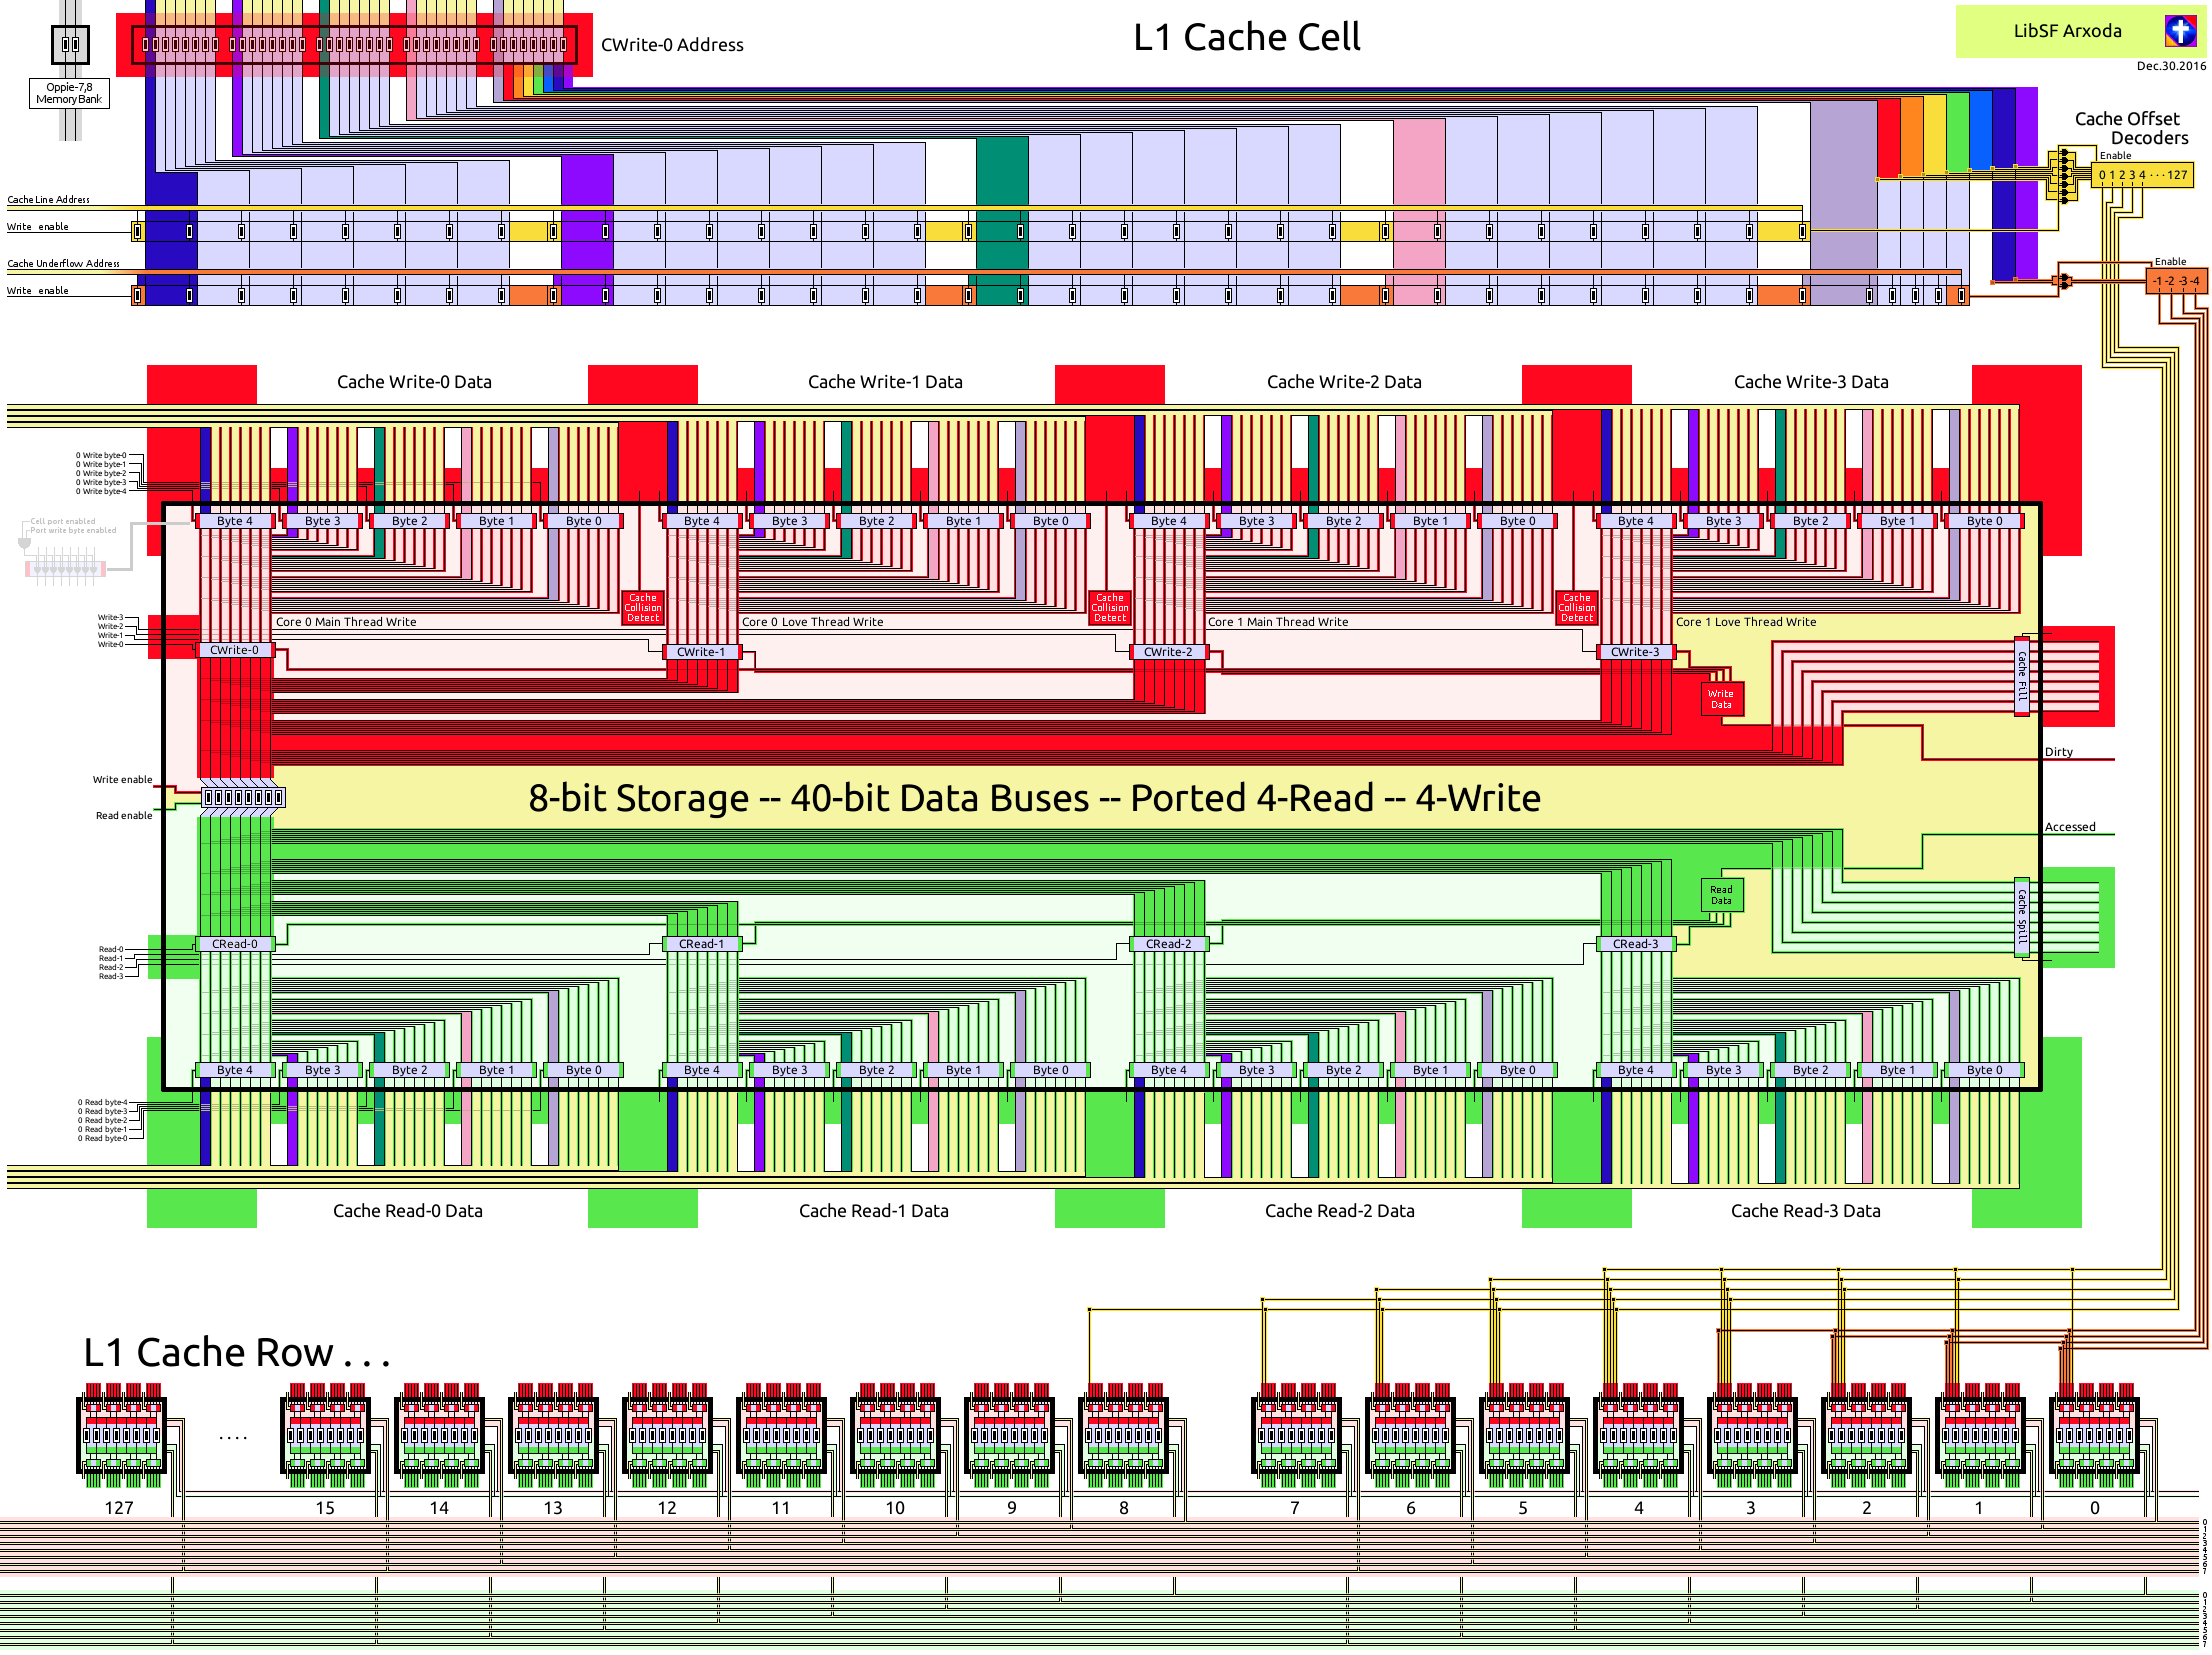 L1 Cache Cell
LibSF Arxoda
Dec.30.2016
CWrite-0 Address
Oppie-7,8
Memory Bank
Cache Offset
Decoders
Enable
0 1 2 3 4 · · · 127
Cache Line Address
Write enable
Cache Underflow Address
Write enable
Enable
-1 -2 -3 -4
Cache Write-0 Data
Cache Write-1 Data
Cache Write-2 Data
Cache Write-3 Data
0 Write byte-0
0 Write byte-1
0 Write byte-2
0 Write byte-3
0 Write byte-4
Cell port enabled
Port write byte enabled
Byte 4 Byte 3 Byte 2 Byte 1 Byte 0
Byte 4 Byte 3 Byte 2 Byte 1 Byte 0
Byte 4 Byte 3 Byte 2 Byte 1 Byte 0
Byte 4 Byte 3 Byte 2 Byte 1 Byte 0
Cache
Collision
Detect
Cache
Collision
Detect
Cache
Collision
Detect
Write-3
Write-2
Write-1
Write-0
Core 0 Main Thread Write
Core 0 Love Thread Write
Core 1 Main Thread Write
Core 1 Love Thread Write
CWrite-0
CWrite-1
CWrite-2
CWrite-3
Cache Fill
Write
Data
Dirty
Write enable
Read enable
8-bit Storage -- 40-bit Data Buses -- Ported 4-Read -- 4-Write
Accessed
Read
Data
Cache Spill
CRead-0
CRead-1
CRead-2
CRead-3
Read-0
Read-1
Read-2
Read-3
Byte 4 Byte 3 Byte 2 Byte 1 Byte 0
Byte 4 Byte 3 Byte 2 Byte 1 Byte 0
Byte 4 Byte 3 Byte 2 Byte 1 Byte 0
Byte 4 Byte 3 Byte 2 Byte 1 Byte 0
0 Read byte-4
0 Read byte-3
0 Read byte-2
0 Read byte-1
0 Read byte-0
Cache Read-0 Data
Cache Read-1 Data
Cache Read-2 Data
Cache Read-3 Data
L1 Cache Row . . .
. . . .
127 15 14 13 12 11 10 9 8 7 6 5 4 3 2 1 0
0
1
2
3
4
5
6
7
0
1
2
3
4
5
6
7